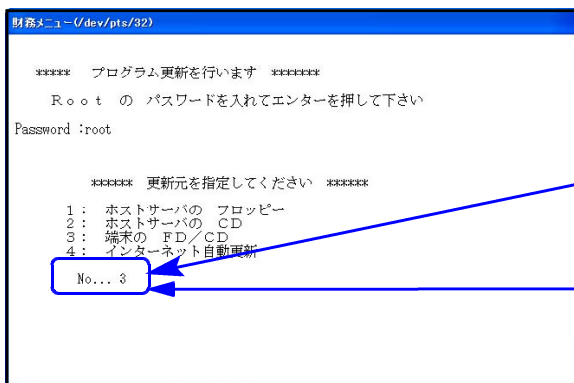 財務メニュー(/dev/pts/32)
***** プログラム更新を行います *******
Ｒｏｏｔ の パスワードを入れてエンターを押して下さい
Password :root
****** 更新元を指定してください ******
１： ホストサーバの フロッピー
２： ホストサーバの ＣＤ
３： 端末の ＦＤ／ＣＤ
４： インターネット自動更新
No... 3